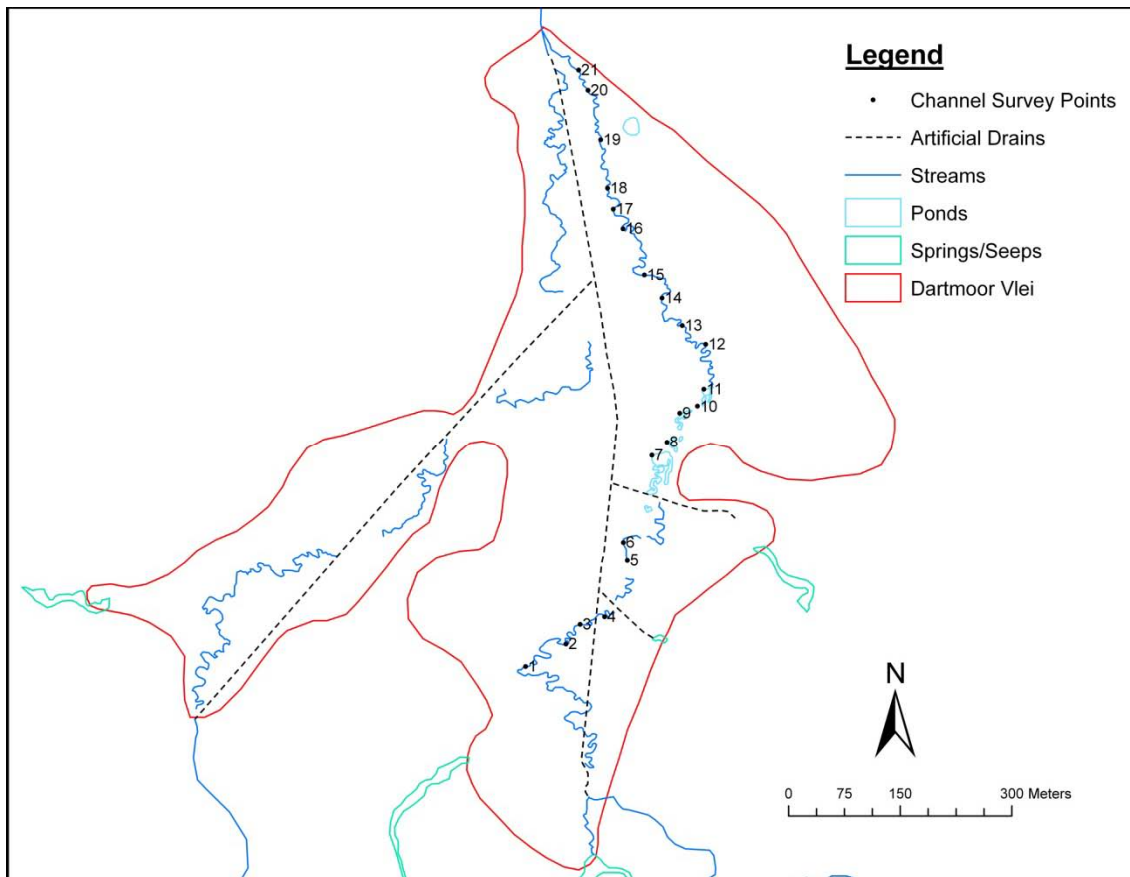 Legend
Channel Survey Points
Artificial Drains
Streams
Ponds
Springs/Seeps
Dartmoor Vlei
21
20
19
18
17
16
15
14
13
12
11
10
9
8
7
6
5
4
3
2
1
N
0 75 150 300 Meters